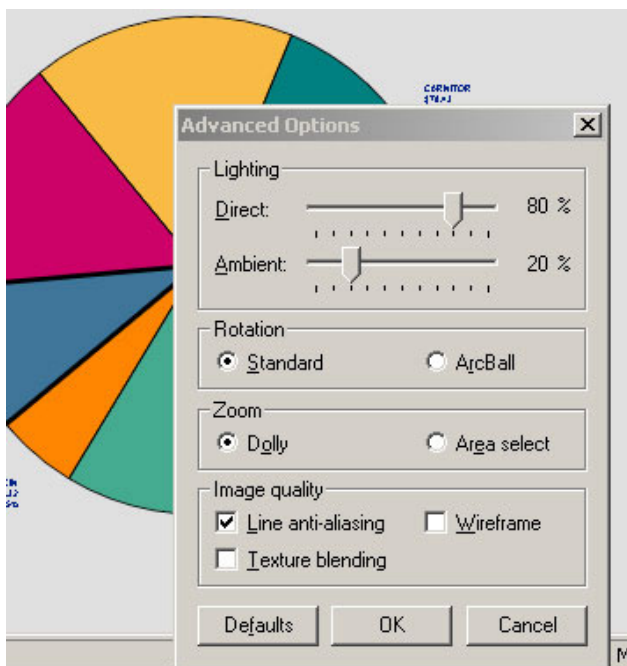 Advanced Options
Lighting
Direct: 80 %
Ambient: 20 %
Rotation
Standard ArcBall
Zoom
Dolly Area select
Image quality
Line anti-aliasing Wireframe
Texture blending
Defaults OK Cancel